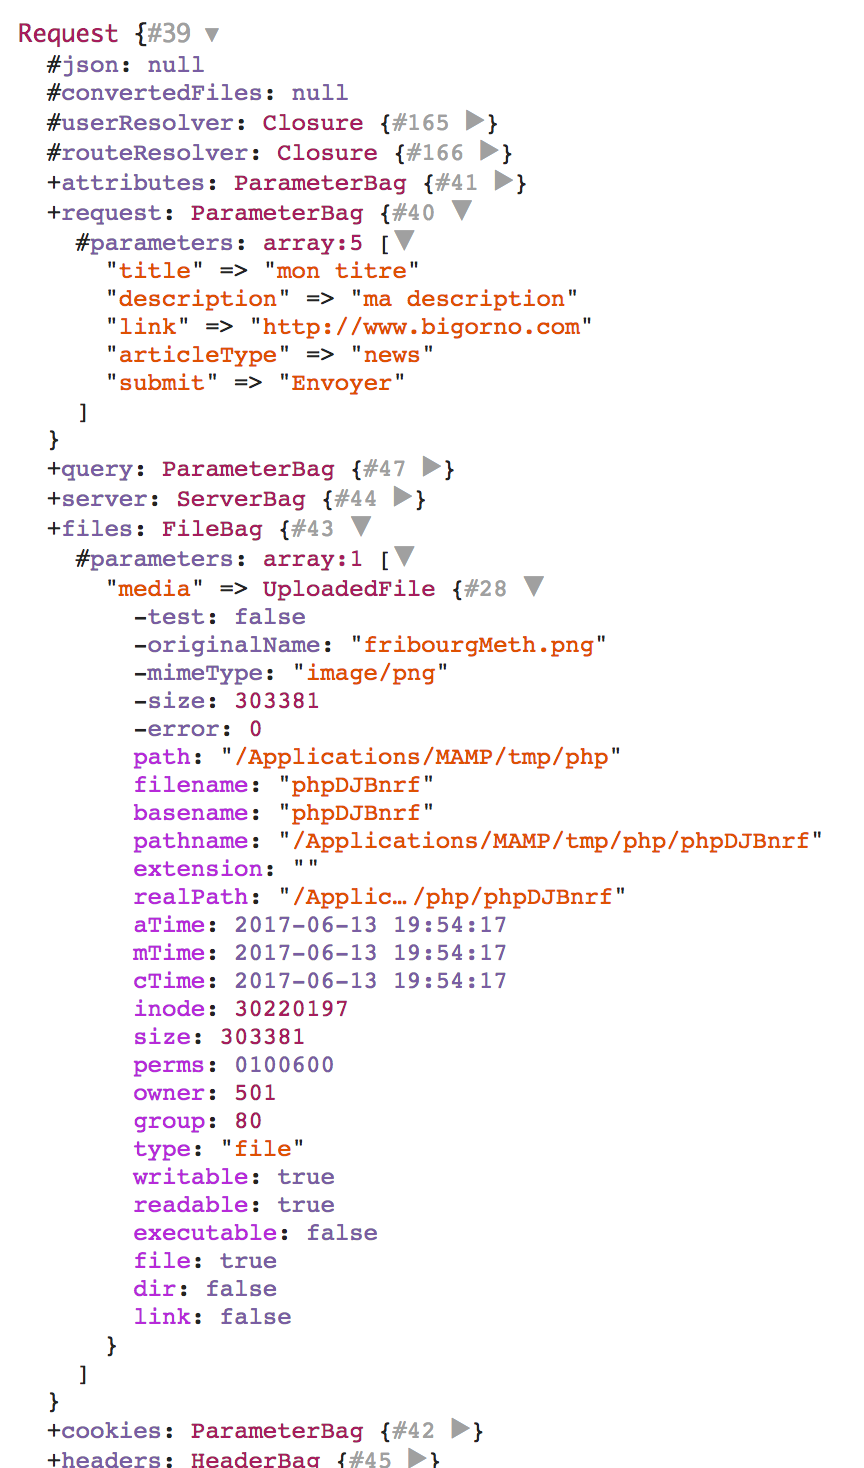 Request {#39 ▼
#json: null
#convertedFiles: null
#userResolver: Closure {#165 ▶}
#routeResolver: Closure {#166 ▶}
+attributes: ParameterBag {#41 ▶}
+request: ParameterBag {#40 ▼
#parameters: array:5 [▼
"title" => "mon titre"
"description" => "ma description"
"link" => "http://www.bigorno.com"
"articleType" => "news"
"submit" => "Envoyer"
]
}
+query: ParameterBag {#47 ▶}
+server: ServerBag {#44 ▶}
+files: FileBag {#43 ▼
#parameters: array:1 [▼
"media" => UploadedFile {#28 ▼
-test: false
-originalName: "fribourgMeth.png"
-mimeType: "image/png"
-size: 303381
-error: 0
path: "/Applications/MAMP/tmp/php"
filename: "phpDJBnrf"
basename: "phpDJBnrf"
pathname: "/Applications/MAMP/tmp/php/phpDJBnrf"
extension: ""
realPath: "/Applic… /php/phpDJBnrf"
aTime: 2017-06-13 19:54:17
mTime: 2017-06-13 19:54:17
cTime: 2017-06-13 19:54:17
inode: 30220197
size: 303381
perms: 0100600
owner: 501
group: 80
type: "file"
writable: true
readable: true
executable: false
file: true
dir: false
link: false
}
]
}
+cookies: ParameterBag {#42 ▶}
+headers: HeaderBag {#45 ▶}